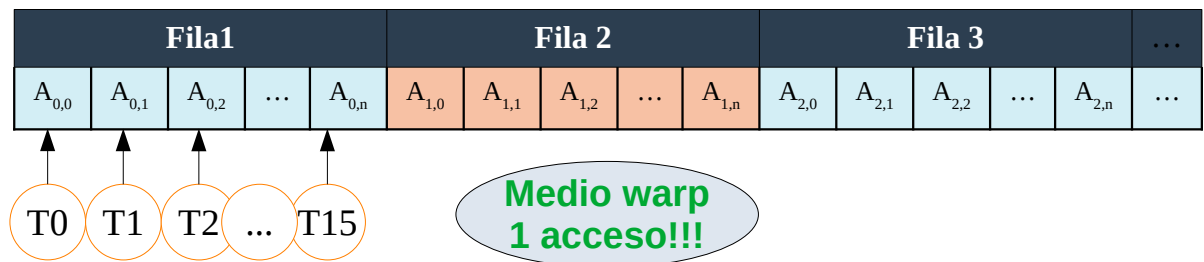 Fila1 Fila 2 Fila 3 ...
A0,0 A0,1 A0,2 … A0,n A1,0 A1,1 A1,2 … A1,n A2,0 A2,1 A2,2 … A2,n …
T0 T1 T2 ... T15
Medio warp
1 acceso!!!